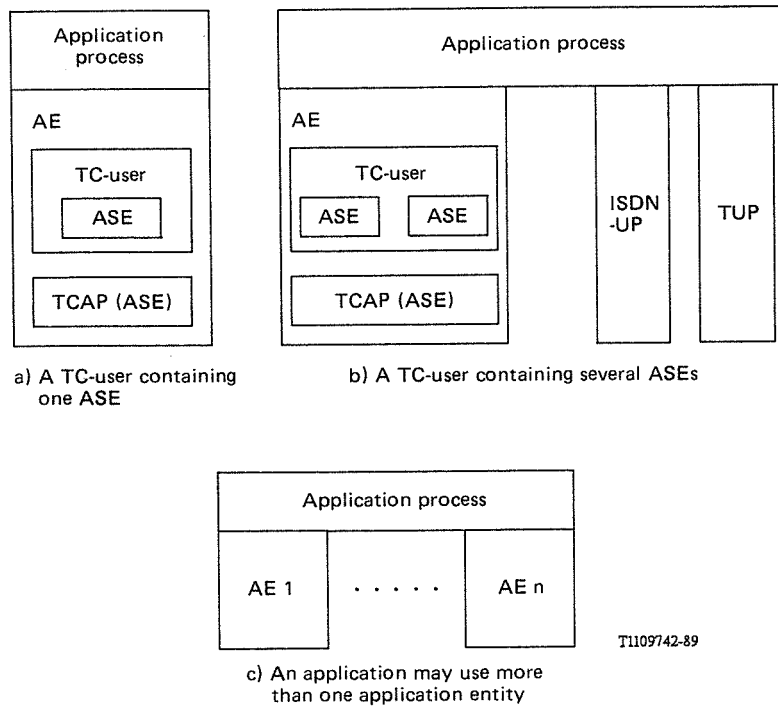 Application
process
AE
TC-user
ASE
TCAP (ASE)
a) A TC-user containing
one ASE
Application process
AE
TC-user
ASE
ASE
TCAP (ASE)
ISDN
-UP
TUP
b) A TC-user containing several ASEs
Application process
AE 1
. . . . .
AE n
T1109742-89
c) An application may use more
than one application entity